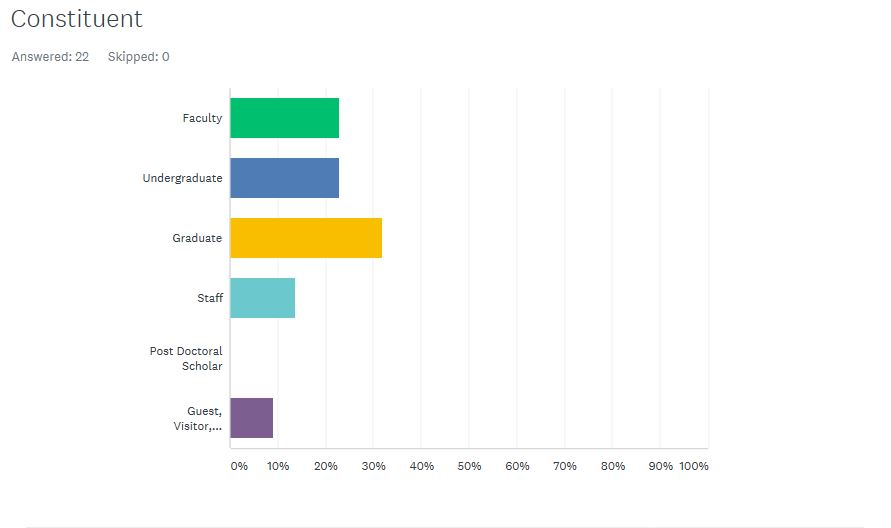 Constituent
Answered: 22 Skipped: 0
Faculty
Undergraduate
Graduate
Staff
Post Doctoral
Scholar
Guest,
Visitor,...
0% 10% 20% 30% 40% 50% 60% 70% 80% 90% 100%